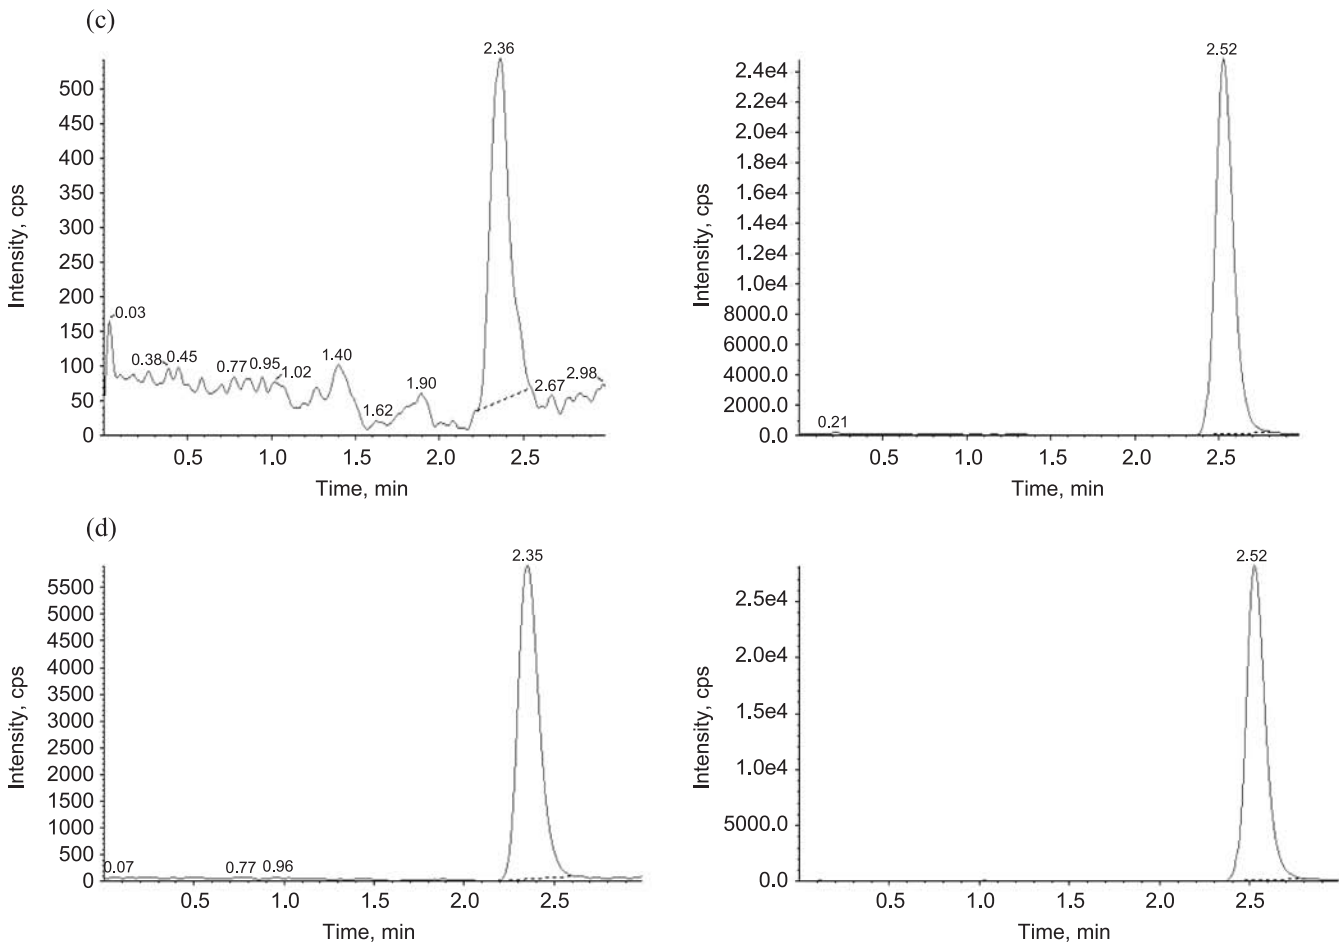 (c)
2.36
500
450
400
350
300
250
200
150
100
50
0
Intensity, cps
0.03
0.38
0.45
0.77
0.95
1.02
1.40
1.62
1.90
2.67
2.98
0.5 1.0 1.5 2.0 2.5
Time, min
2.52
2.4e4
2.2e4
2.0e4
1.8e4
1.6e4
1.4e4
1.2e4
1.0e4
8000.0
6000.0
4000.0
2000.0
0.0
Intensity, cps
0.21
0.5 1.0 1.5 2.0 2.5
Time, min
(d)
2.35
5500
5000
4500
4000
3500
3000
2500
2000
1500
1000
500
0
Intensity, cps
0.07
0.77
0.96
0.5 1.0 1.5 2.0 2.5
Time, min
2.52
2.5e4
2.0e4
1.5e4
1.0e4
5000.0
0.0
Intensity, cps
0.5 1.0 1.5 2.0 2.5
Time, min